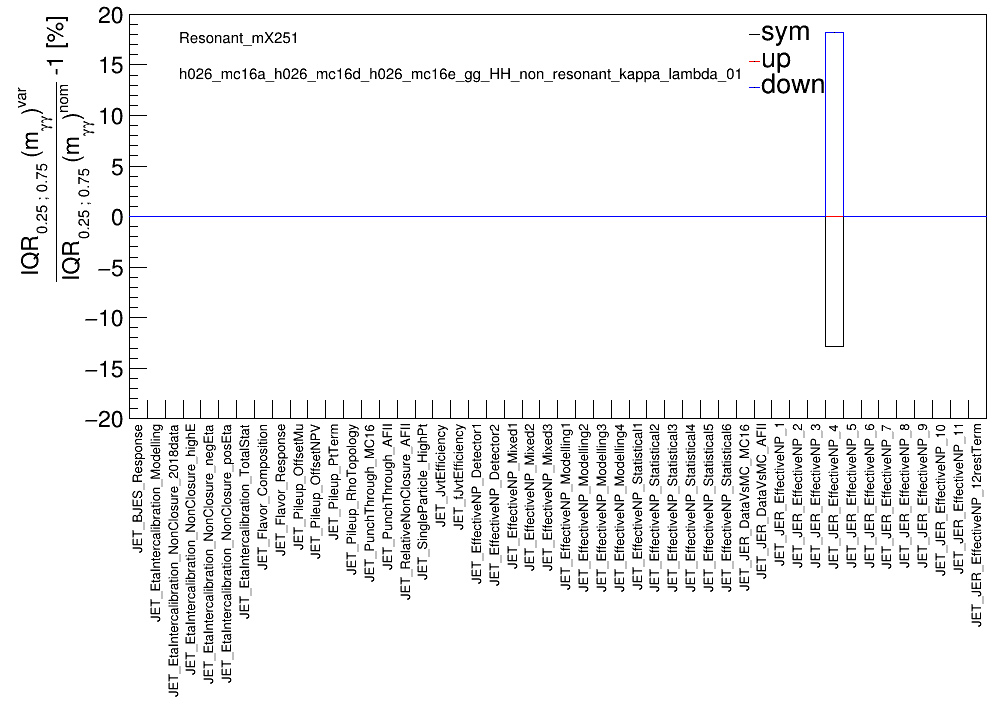 IQR0.25 ; 0.75 (mγγ)var
IQR0.25 ; 0.75 (mγγ)nom -1 [%]
20
15
10
5
0
−5
−10
−15
−20
Resonant_mX251
h026_mc16a_h026_mc16d_h026_mc16e_gg_HH_non_resonant_kappa_lambda_01
sym
up
down
JET_BJES_Response
JET_EtaIntercalibration_Modelling
JET_EtaIntercalibration_NonClosure_2018data
JET_EtaIntercalibration_NonClosure_highE
JET_EtaIntercalibration_NonClosure_negEta
JET_EtaIntercalibration_NonClosure_posEta
JET_EtaIntercalibration_TotalStat
JET_Flavor_Composition
JET_Flavor_Response
JET_Pileup_OffsetMu
JET_Pileup_OffsetNPV
JET_Pileup_PtTerm
JET_Pileup_RhoTopology
JET_PunchThrough_MC16
JET_PunchThrough_AFII
JET_RelativeNonClosure_AFII
JET_SingleParticle_HighPt
JET_JvtEfficiency
JET_fJvtEfficiency
JET_EffectiveNP_Detector1
JET_EffectiveNP_Detector2
JET_EffectiveNP_Mixed1
JET_EffectiveNP_Mixed2
JET_EffectiveNP_Mixed3
JET_EffectiveNP_Modelling1
JET_EffectiveNP_Modelling2
JET_EffectiveNP_Modelling3
JET_EffectiveNP_Modelling4
JET_EffectiveNP_Statistical1
JET_EffectiveNP_Statistical2
JET_EffectiveNP_Statistical3
JET_EffectiveNP_Statistical4
JET_EffectiveNP_Statistical5
JET_EffectiveNP_Statistical6
JET_JER_DataVsMC_MC16
JET_JER_DataVsMC_AFII
JET_JER_EffectiveNP_1
JET_JER_EffectiveNP_2
JET_JER_EffectiveNP_3
JET_JER_EffectiveNP_4
JET_JER_EffectiveNP_5
JET_JER_EffectiveNP_6
JET_JER_EffectiveNP_7
JET_JER_EffectiveNP_8
JET_JER_EffectiveNP_9
JET_JER_EffectiveNP_10
JET_JER_EffectiveNP_11
JET_JER_EffectiveNP_12restTerm